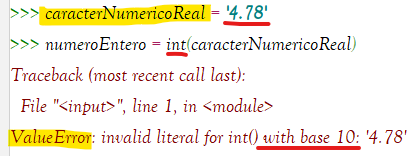 >>> caracterNumericoReal = '4.78'
>>> numeroEntero = int(caracterNumericoReal)
Traceback (most recent call last):
  File "<input>", line 1, in <module>
ValueError: invalid literal for int() with base 10: '4.78'